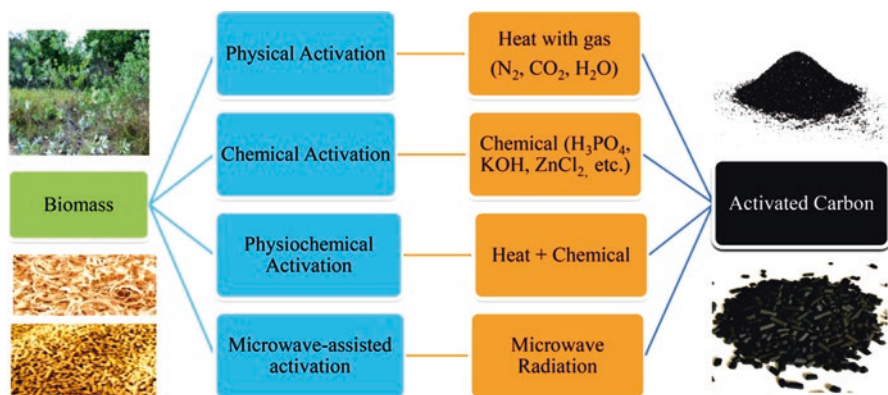 Physical Activation
Heat with gas
(N₂, CO₂, H₂O)
Chemical Activation
Chemical (H₃PO₄,
KOH, ZnCl₂, etc.)
Biomass
Activated Carbon
Physiochemical
Activation
Heat + Chemical
Microwave-assisted
activation
Microwave
Radiation